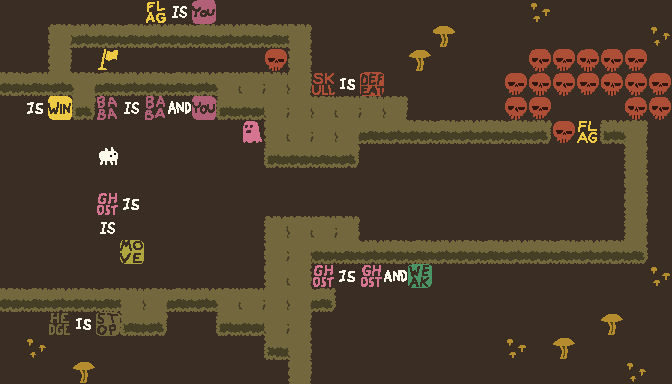 FLAG IS YOU
SKULL IS DEFEAT
IS WIN BABA IS BABA AND YOU
FLAG
GHOST IS
IS
MOVE
GHOST IS GHOST AND WEAK
HEDGE IS STOP